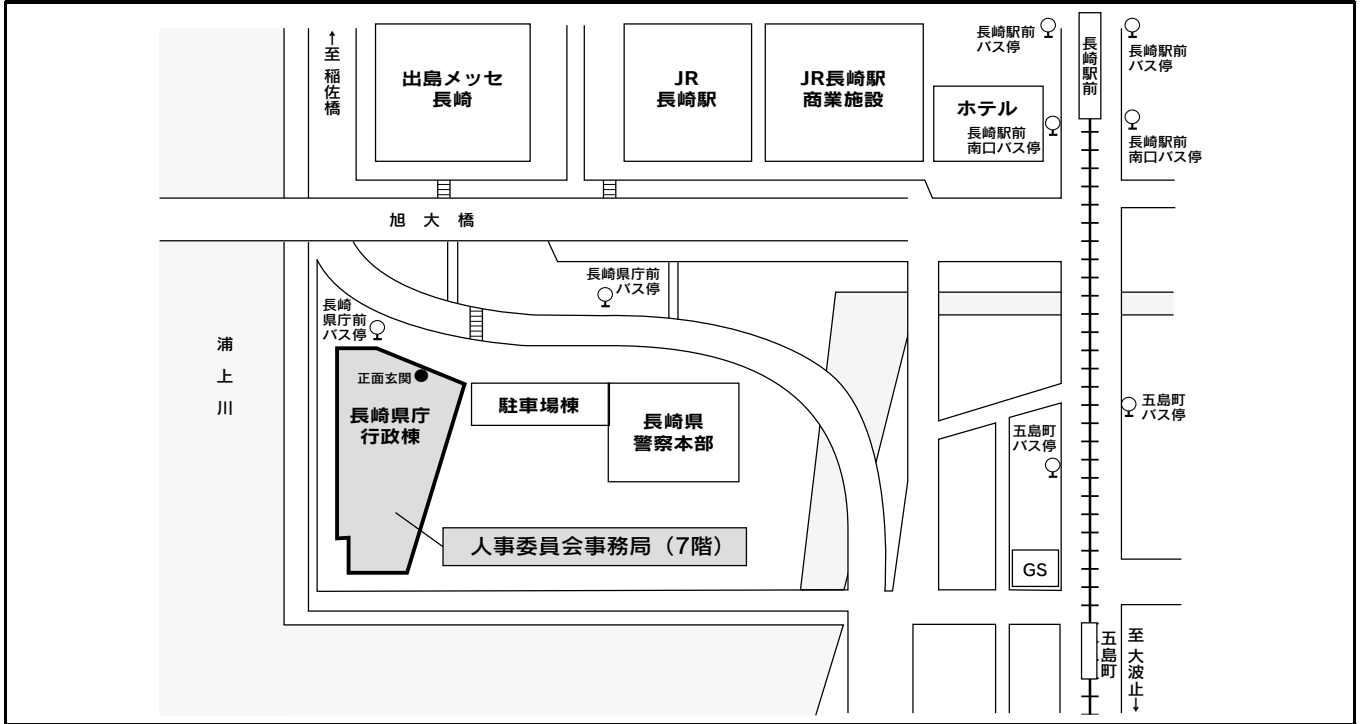 ↑至 稲佐橋
出島メッセ
長崎
JR
長崎駅
JR長崎駅
商業施設
ホテル
長崎駅前
バス停
長崎駅前
長崎駅前
バス停
長崎駅前
南口バス停
長崎駅前
南口バス停
旭大橋
長崎県庁前
バス停
長崎
県庁前
バス停
浦上川
正面玄関
長崎県庁
行政棟
駐車場棟
長崎県
警察本部
五島町
バス停
五島町
バス停
人事委員会事務局（7階）
GS
五島町
至 大波止→